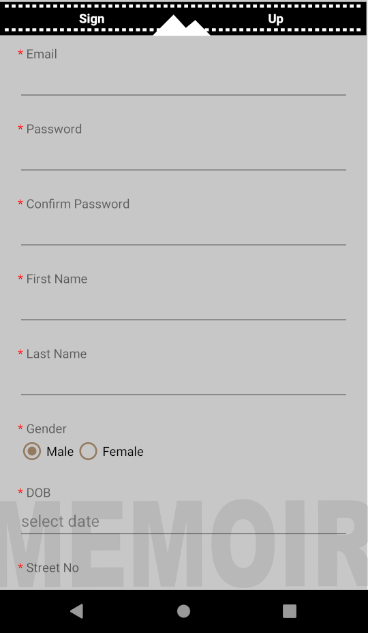 Sign Up
* Email
* Password
* Confirm Password
* First Name
* Last Name
* Gender
Male Female
* DOB
select date
* Street No
MEMOIR